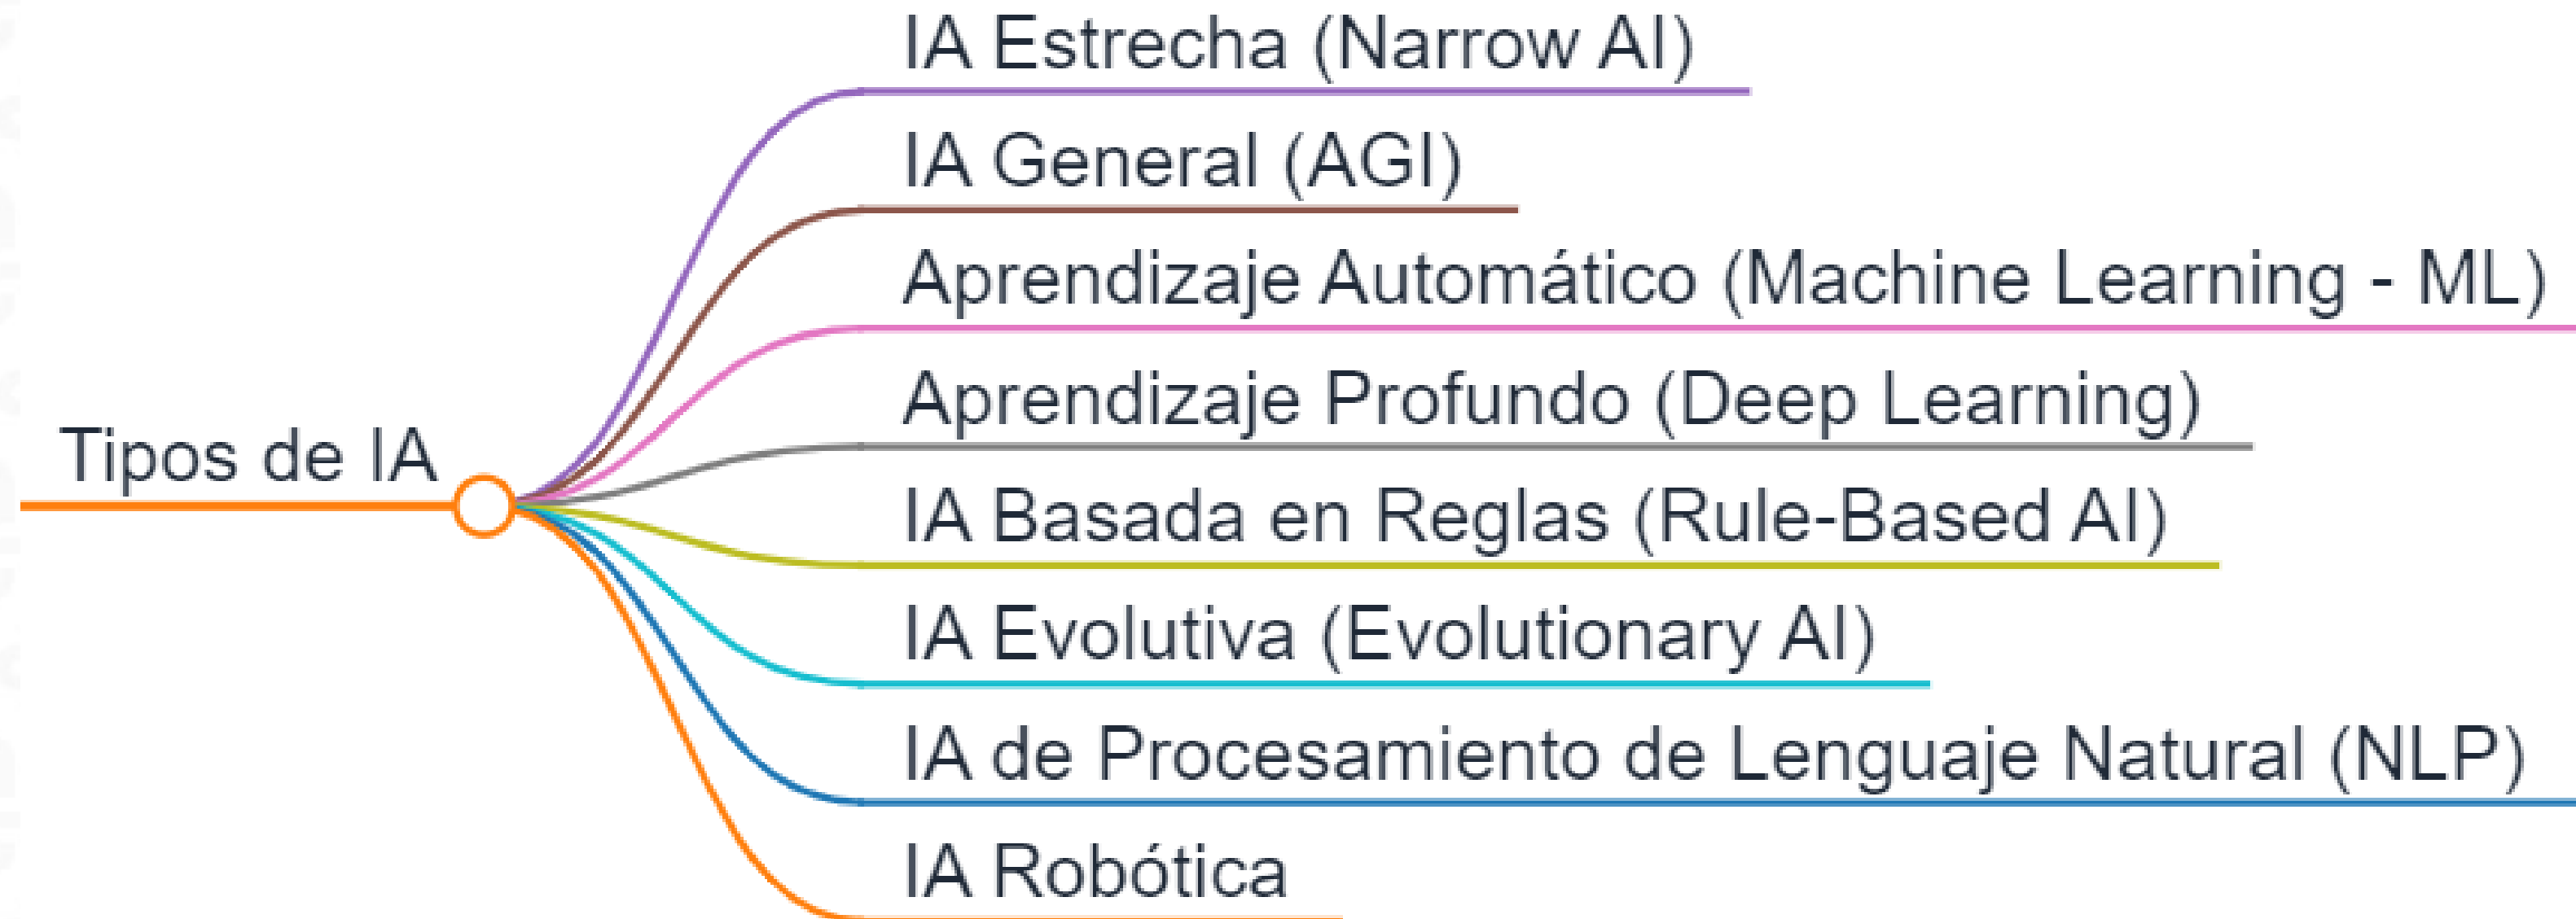 IA Estrecha (Narrow AI)
IA General (AGI)
Aprendizaje Automático (Machine Learning - ML)
Aprendizaje Profundo (Deep Learning)
Tipos de IA
IA Basada en Reglas (Rule-Based AI)
IA Evolutiva (Evolutionary AI)
IA de Procesamiento de Lenguaje Natural (NLP)
IA Robótica